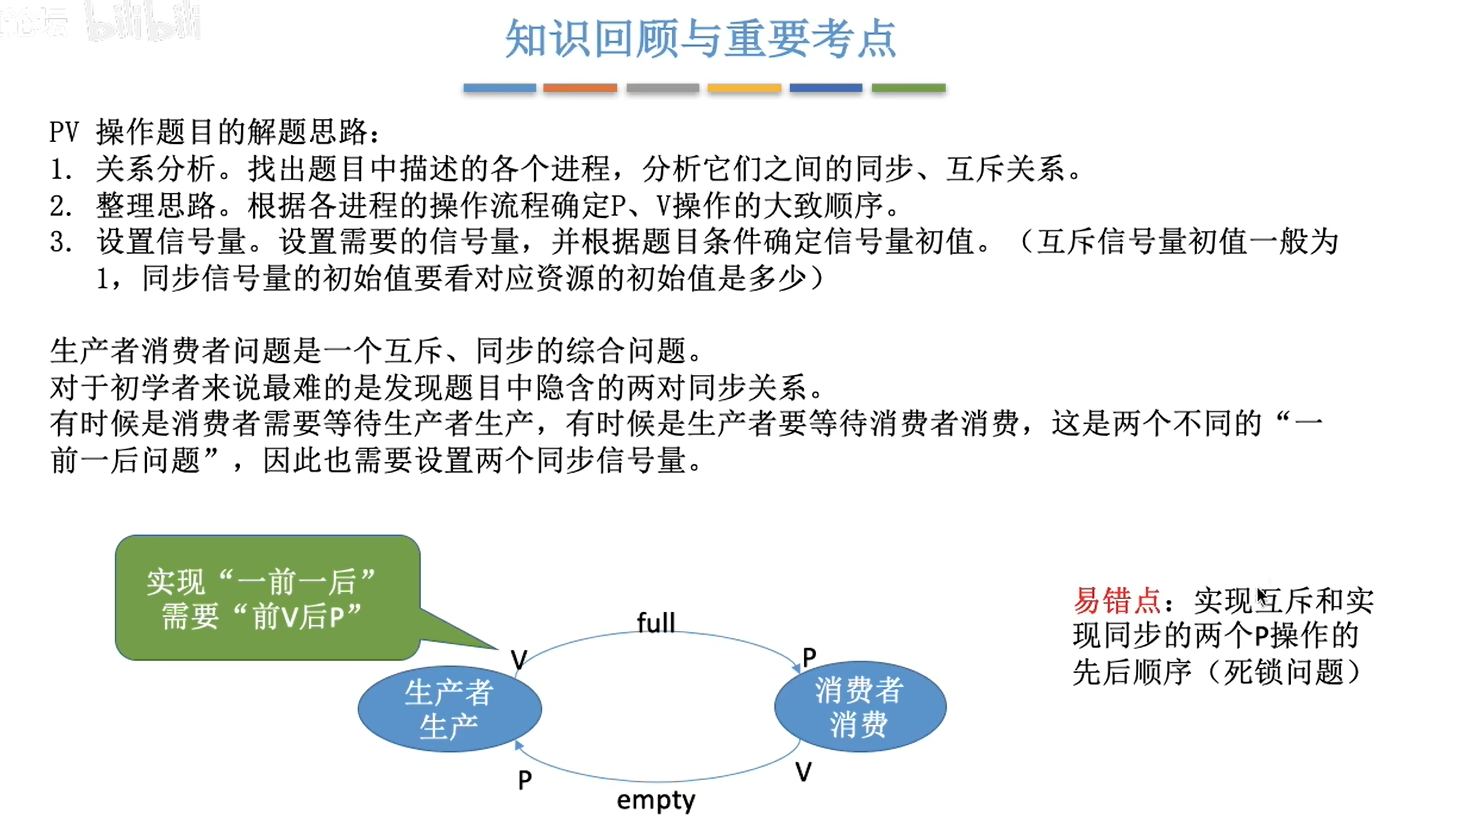 论坛 bilibili
知识回顾与重要考点
PV 操作题目的解题思路：
1. 关系分析。找出题目中描述的各个进程，分析它们之间的同步、互斥关系。
2. 整理思路。根据各进程的操作流程确定P、V操作的大致顺序。
3. 设置信号量。设置需要的信号量，并根据题目条件确定信号量初值。（互斥信号量初值一般为
1，同步信号量的初始值要看对应资源的初始值是多少）
生产者消费者问题是一个互斥、同步的综合问题。
对于初学者来说最难的是发现题目中隐含的两对同步关系。
有时候是消费者需要等待生产者生产，有时候是生产者要等待消费者消费，这是两个不同的“一
前一后问题”，因此也需要设置两个同步信号量。
实现“一前一后”
需要“前V后P”
full
V
P
生产者
生产
消费者
消费
P
V
empty
易错点：实现互斥和实
现同步的两个P操作的
先后顺序（死锁问题）